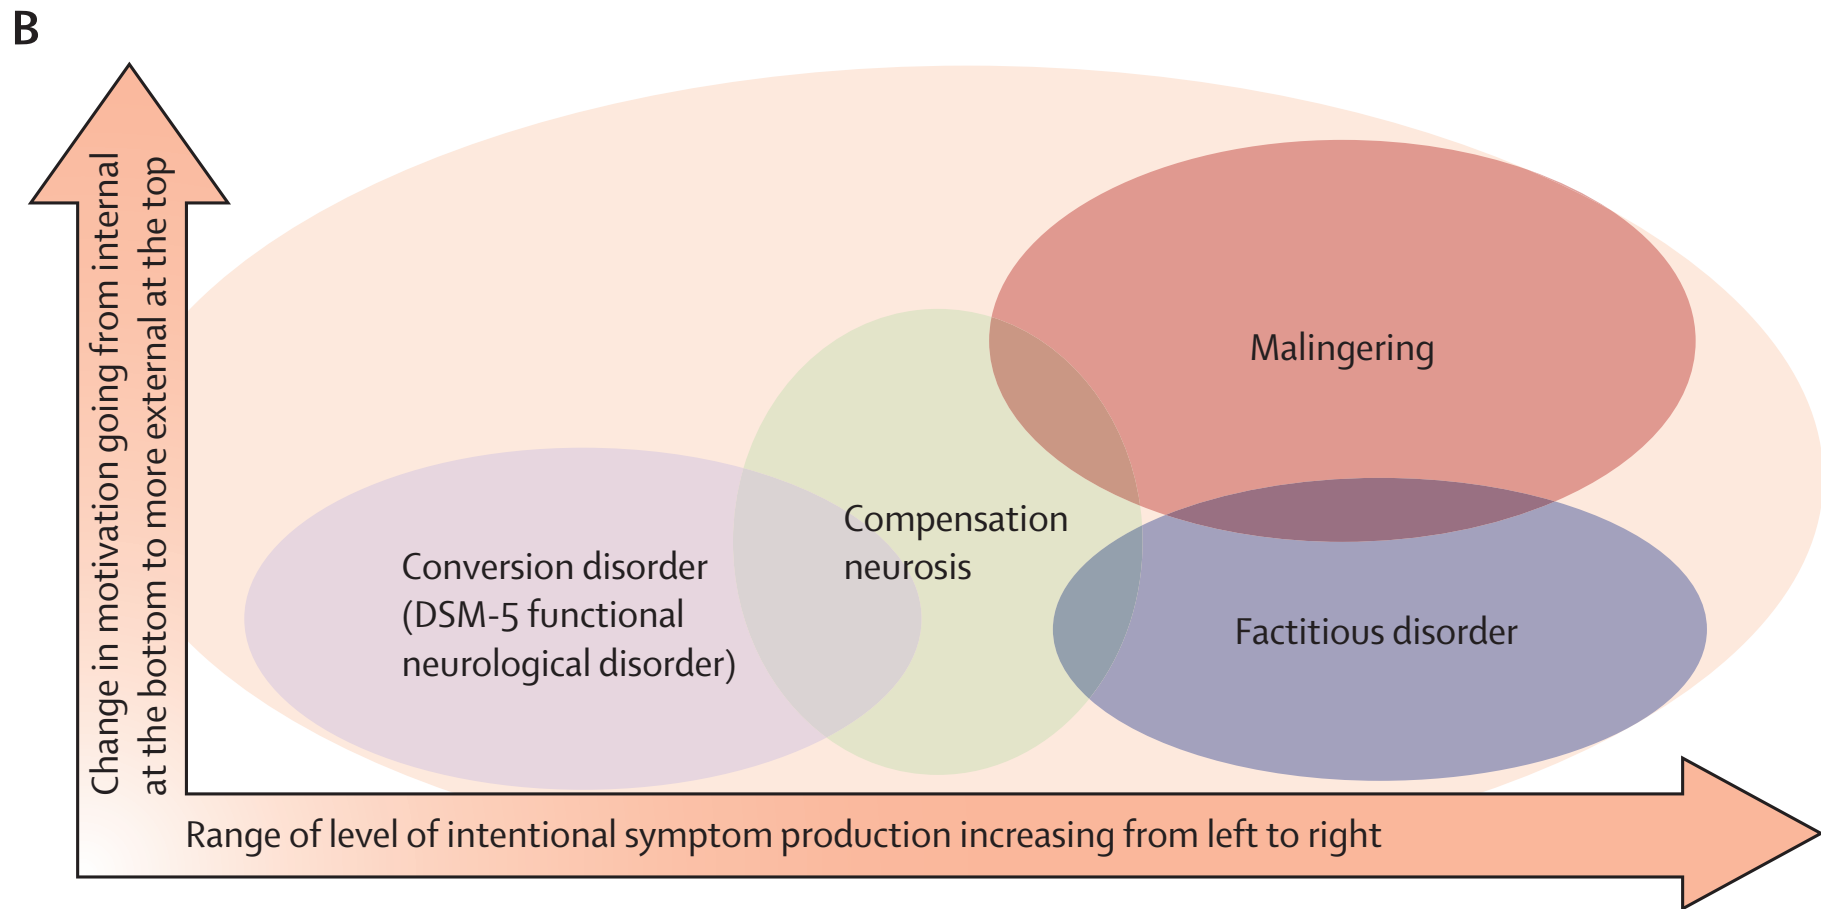 B
Change in motivation going from internal
at the bottom to more external at the top
Malingering
Compensation
neurosis
Conversion disorder
(DSM-5 functional
neurological disorder)
Factitious disorder
Range of level of intentional symptom production increasing from left to right